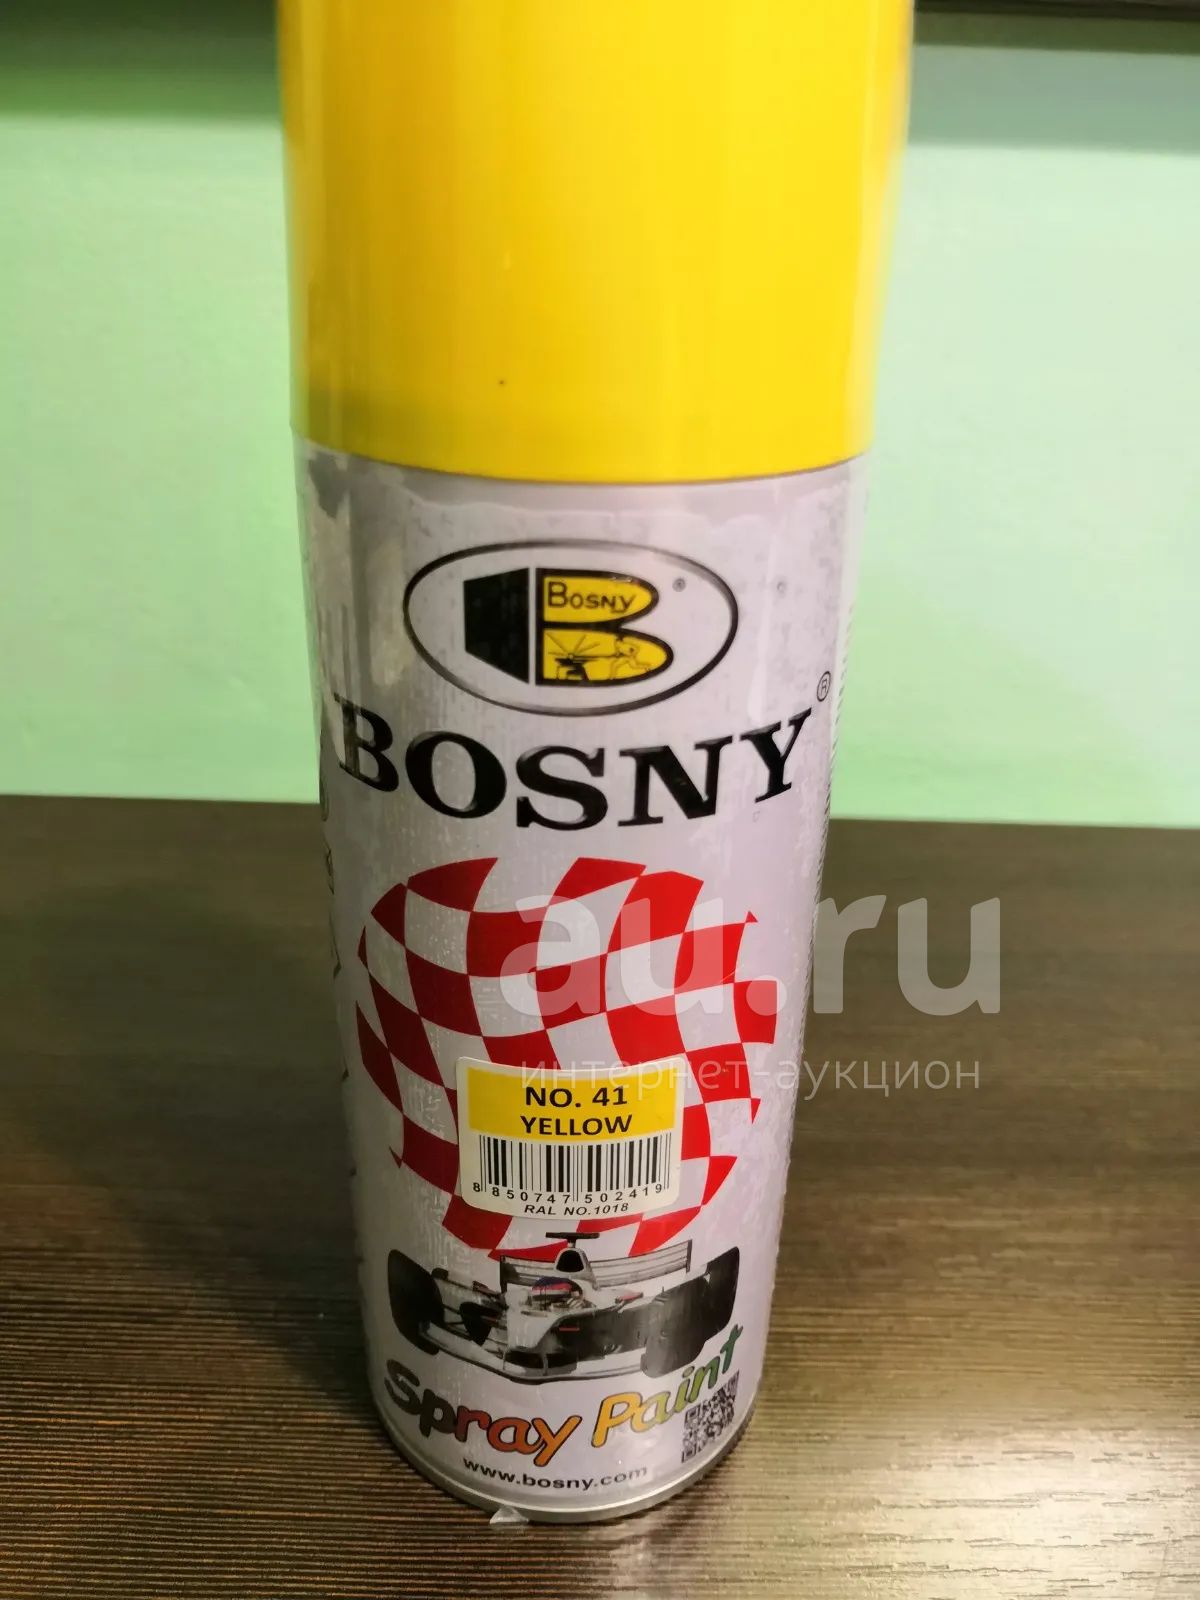 BOSNY ®
BOSNY ®
au.ru
интернет-аукцион
NO. 41
YELLOW
8 850747 502419
RAL NO.1018
Spray Paint
www.bosny.com